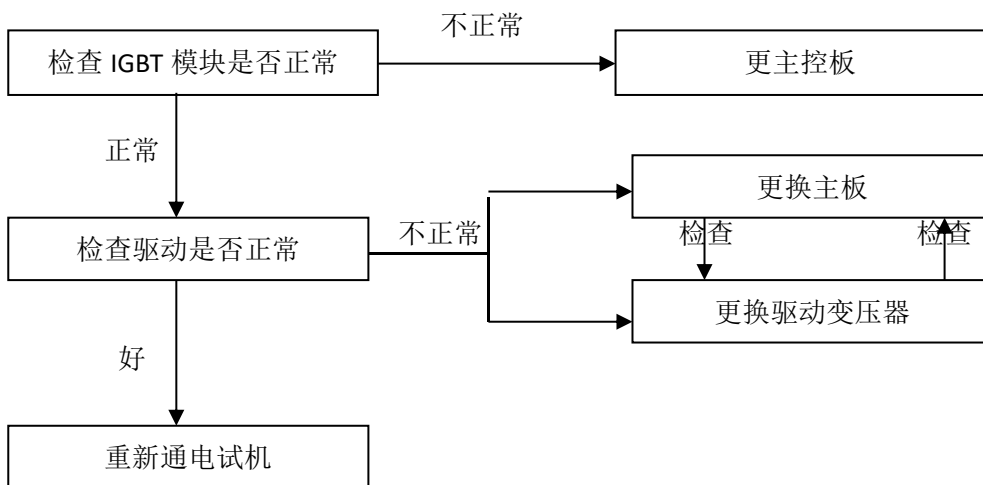 不正常
检查 IGBT 模块是否正常
更主控板
正常
更换主板
检查驱动是否正常
不正常
检查
检查
更换驱动变压器
好
重新通电试机